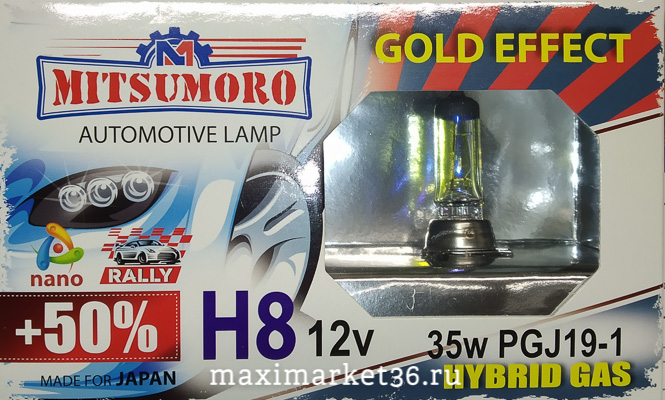 M
MITSUMORO
AUTOMOTIVE LAMP
GOLD EFFECT
nano
RALLY
+50%
H8 12v
35w PGJ19-1
MADE FOR JAPAN
HYBRID GAS
maximarket36.ru